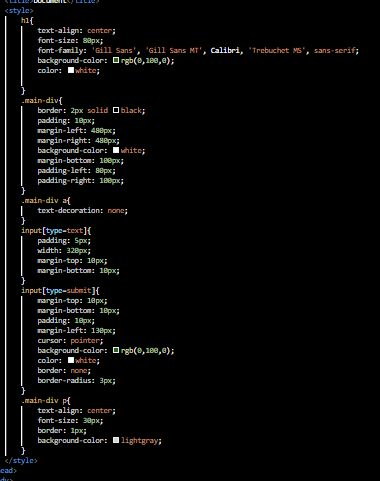 <title>Document</title>
<style>
h1{
text-align: center;
font-size: 80px;
font-family: 'Gill Sans', 'Gill Sans MT', Calibri, 'Trebuchet MS', sans-serif;
background-color: rgb(0,100,0);
color: white;
}
.main-div{
border: 2px solid black;
padding: 10px;
margin-left: 480px;
margin-right: 480px;
background-color: white;
margin-bottom: 100px;
padding-left: 80px;
padding-right: 100px;
}
.main-div a{
text-decoration: none;
}
input[type=text]{
padding: 5px;
width: 320px;
margin-top: 10px;
margin-bottom: 10px;
}
input[type=submit]{
margin-top: 10px;
margin-bottom: 10px;
padding: 10px;
margin-left: 130px;
cursor: pointer;
background-color: rgb(0,100,0);
color: white;
border: none;
border-radius: 3px;
}
.main-div p{
text-align: center;
font-size: 30px;
border: 1px;
background-color: lightgray;
}
</style>
ead>